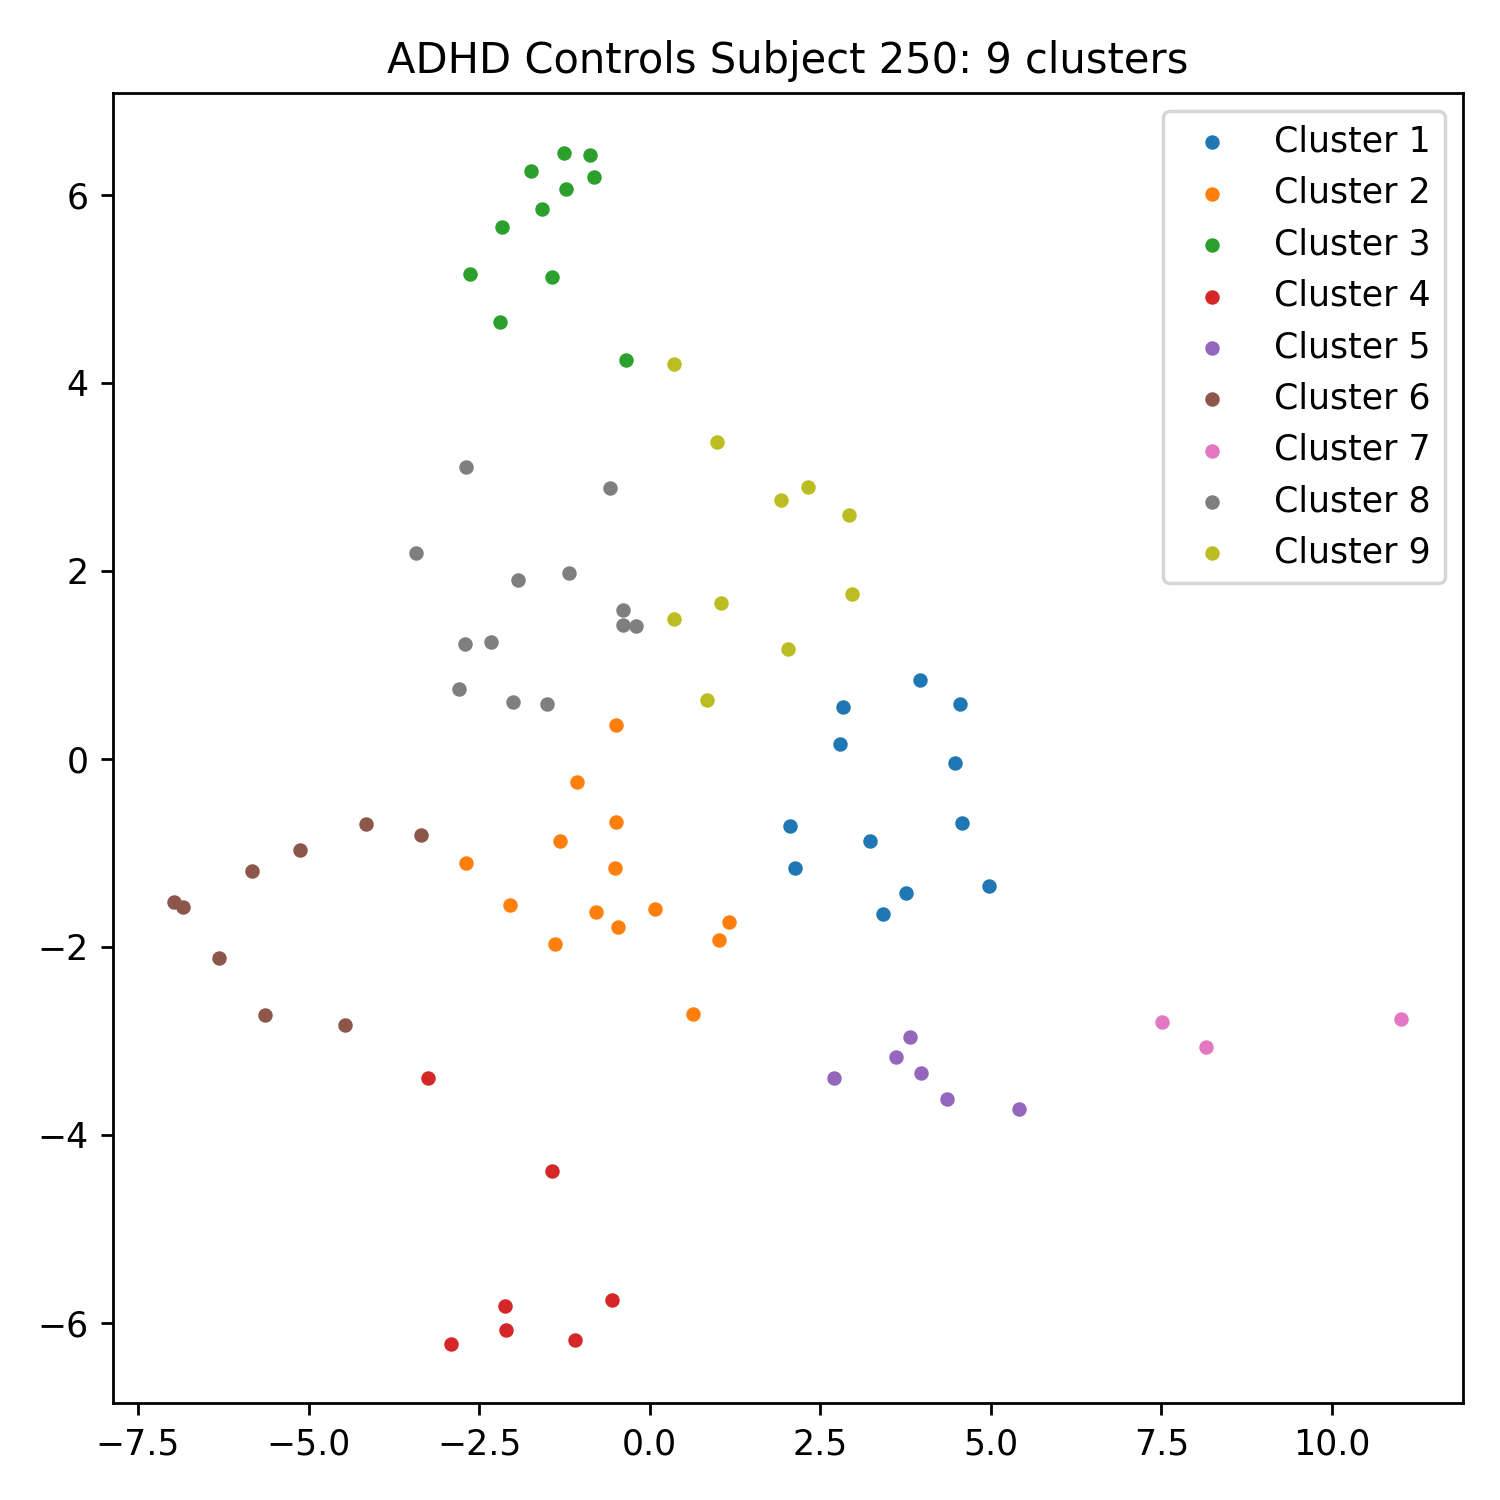 ADHD Controls Subject 250: 9 clusters
Cluster 1
Cluster 2
Cluster 3
Cluster 4
Cluster 5
Cluster 6
Cluster 7
Cluster 8
Cluster 9
6
4
2
0
−2
−4
−6
−7.5 −5.0 −2.5 0.0 2.5 5.0 7.5 10.0